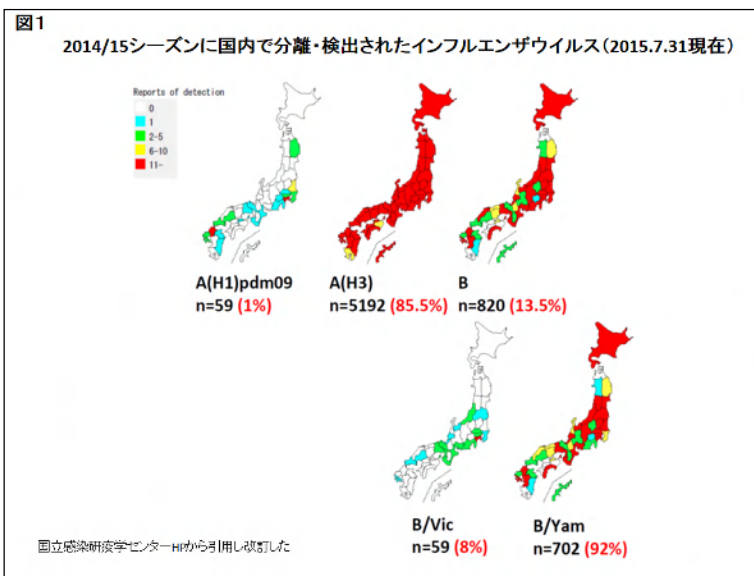 図1
2014/15シーズンに国内で分離・検出されたインフルエンザウイルス(2015.7.31現在)
Reports of detection
0
1
2-5
6-10
11-
A(H1)pdm09
n=59 (1%)
A(H3)
n=5192 (85.5%)
B
n=820 (13.5%)
B/Vic
n=59 (8%)
B/Yam
n=702 (92%)
国立感染研疫学センターHPから引用し改訂した